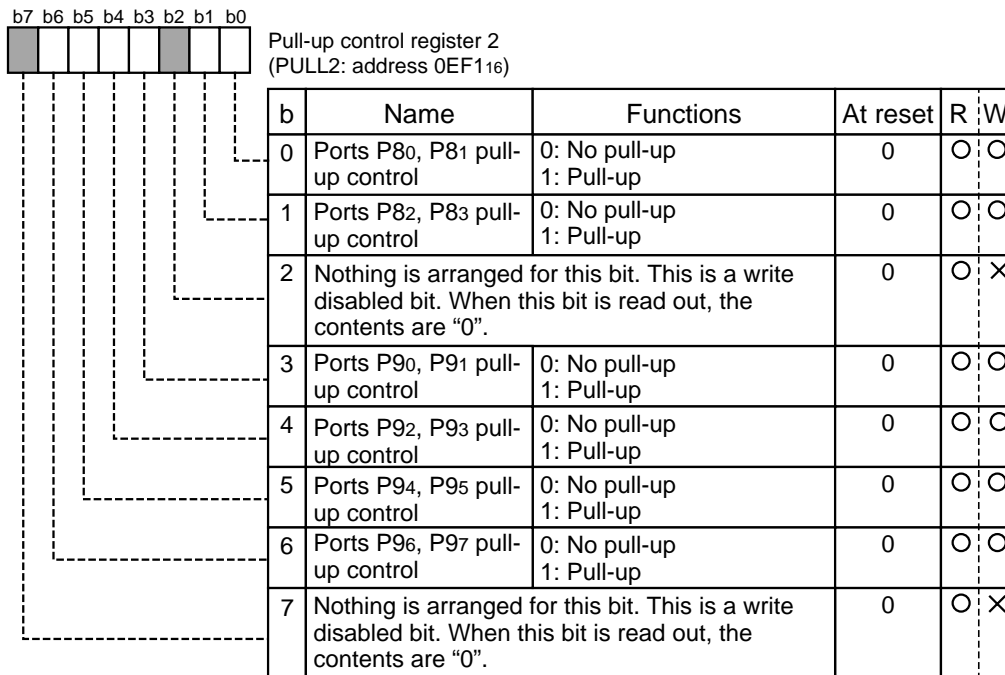 b7 b6 b5 b4 b3 b2 b1 b0
Pull-up control register 2
(PULL2: address 0EF116)
b Name Functions At reset R W
0 Ports P80, P81 pull- 0: No pull-up 0 O O
up control 1: Pull-up
1 Ports P82, P83 pull- 0: No pull-up 0 O O
up control 1: Pull-up
2 Nothing is arranged for this bit. This is a write 0 O ×
disabled bit. When this bit is read out, the
contents are “0”.
3 Ports P90, P91 pull- 0: No pull-up 0 O O
up control 1: Pull-up
4 Ports P92, P93 pull- 0: No pull-up 0 O O
up control 1: Pull-up
5 Ports P94, P95 pull- 0: No pull-up 0 O O
up control 1: Pull-up
6 Ports P96, P97 pull- 0: No pull-up 0 O O
up control 1: Pull-up
7 Nothing is arranged for this bit. This is a write 0 O ×
disabled bit. When this bit is read out, the
contents are “0”.